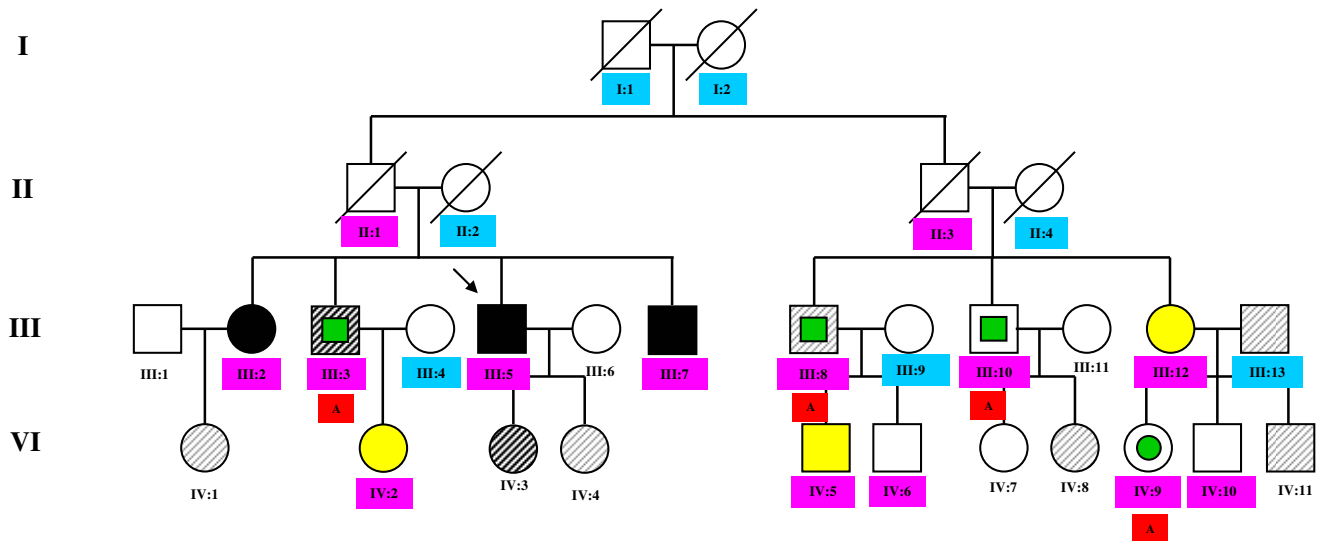 I
I:1 I:2
II
II:1 II:2 II:3 II:4
III
III:1 III:2 III:3 III:4 III:5 III:6 III:7 III:8 III:9 III:10 III:11 III:12 III:13
A A A
VI
IV:1 IV:2 IV:3 IV:4 IV:5 IV:6 IV:7 IV:8 IV:9 IV:10 IV:11
A